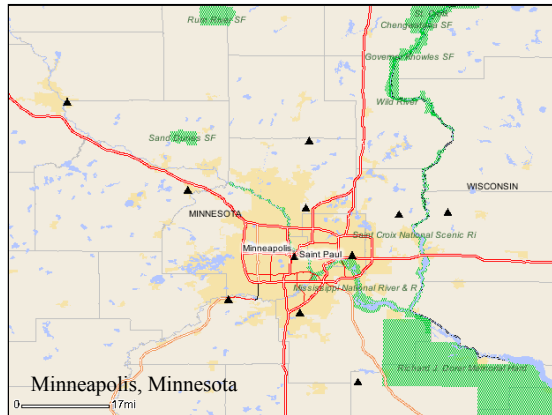 Rum River SF
St. Croix
Chengwatana SF
Governor Knowles SF
Wild River
Sand Dunes SF
WISCONSIN
MINNESOTA
Saint Croix National Scenic Ri
Minneapolis
Saint Paul
Mississippi National River & R
Richard J. Dorer Memorial Hard
Minneapolis, Minnesota
0 17mi